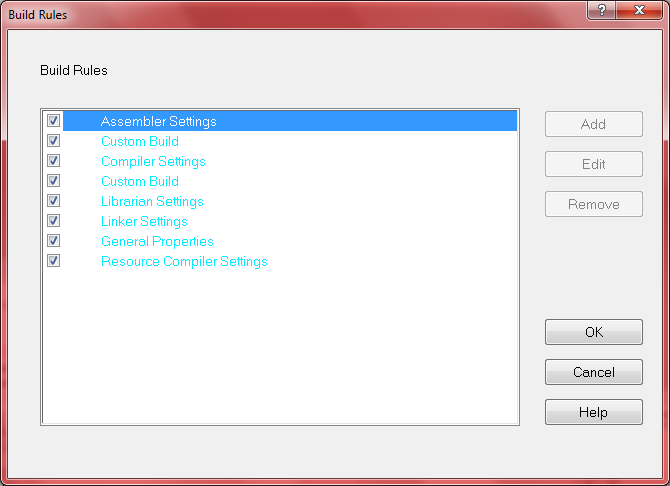 Build Rules
?
Build Rules
Assembler Settings
Custom Build
Compiler Settings
Custom Build
Librarian Settings
Linker Settings
General Properties
Resource Compiler Settings
Add
Edit
Remove
OK
Cancel
Help